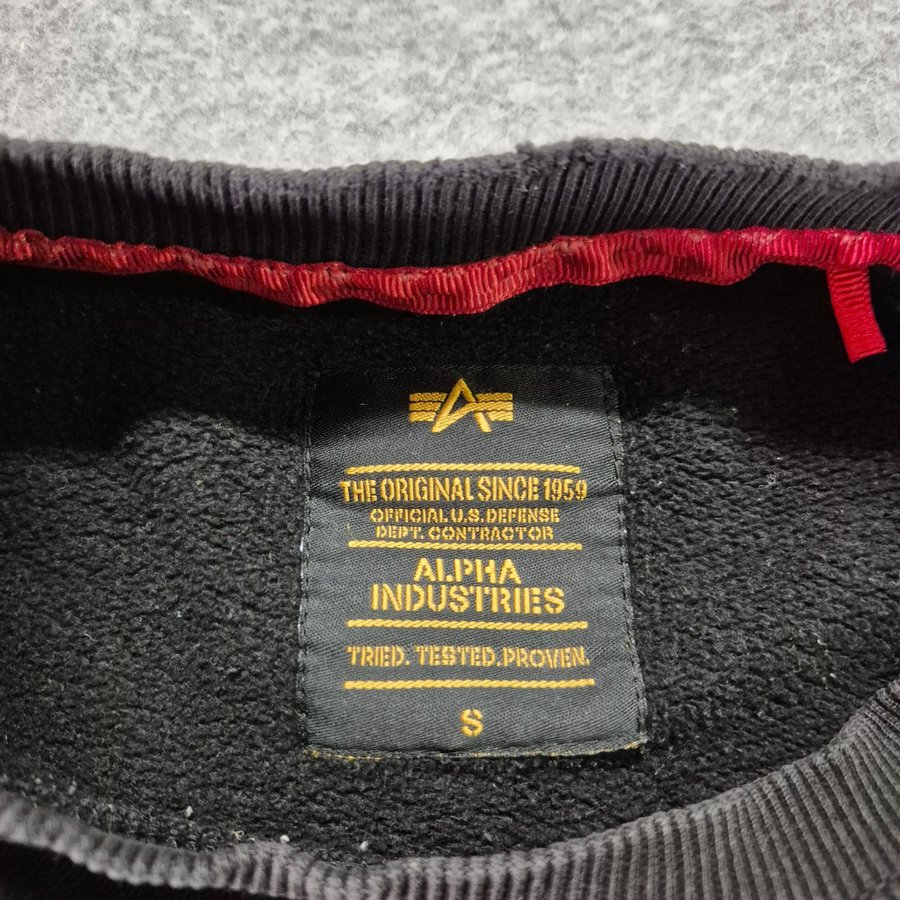 THE ORIGINAL SINCE 1959
OFFICIAL U.S. DEFENSE
DEPT. CONTRACTOR
ALPHA
INDUSTRIES
TRIED. TESTED. PROVEN.
S